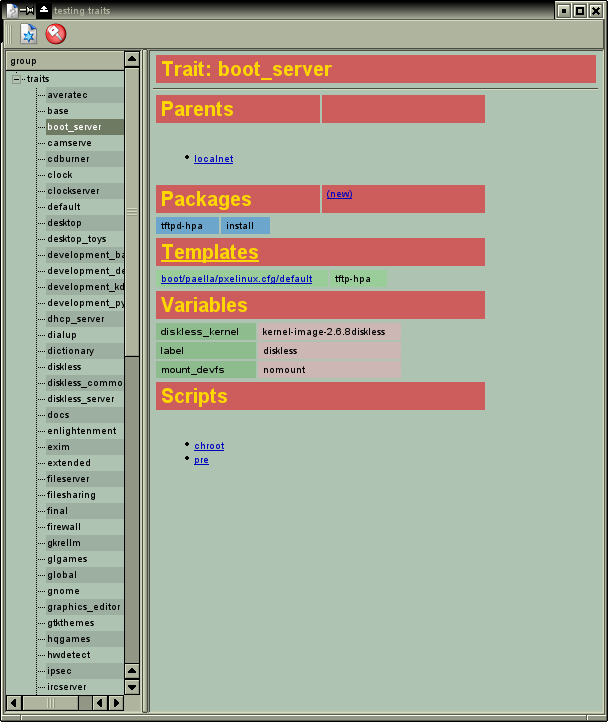 testing traits
group
traits
averatec
base
boot_server
camserve
cdburner
clock
clockserver
default
desktop
desktop_toys
development_ba
development_de
development_kd
development_py
dhcp_server
dialup
dictionary
diskless
diskless_commo
diskless_server
docs
enlightenment
exim
extended
fileserver
filesharing
final
firewall
gkrellm
glgames
global
gnome
graphics_editor
gtkthemes
hqgames
hwdetect
ipsec
ircserver
Trait: boot_server
Parents
localnet
Packages (new)
tftpd-hpa install
Templates
boot/paella/pxelinux.cfg/default tftp-hpa
Variables
diskless_kernel kernel-image-2.6.8diskless
label diskless
mount_devfs nomount
Scripts
chroot
pre